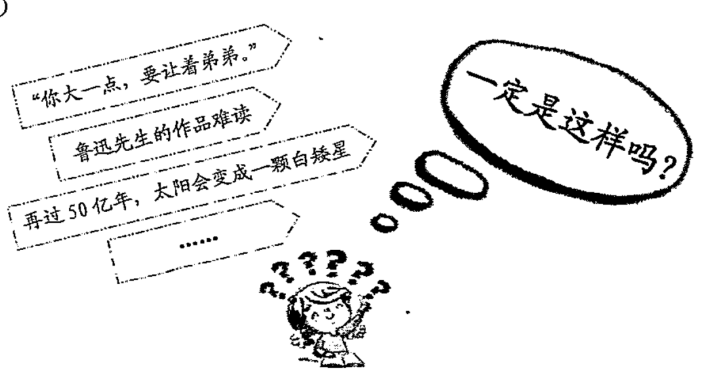 “你大一点，要让着弟弟。”
鲁迅先生的作品难读
再过50亿年，太阳会变成一颗白矮星
……
一定是这样吗？
? ? ? ? ? ?